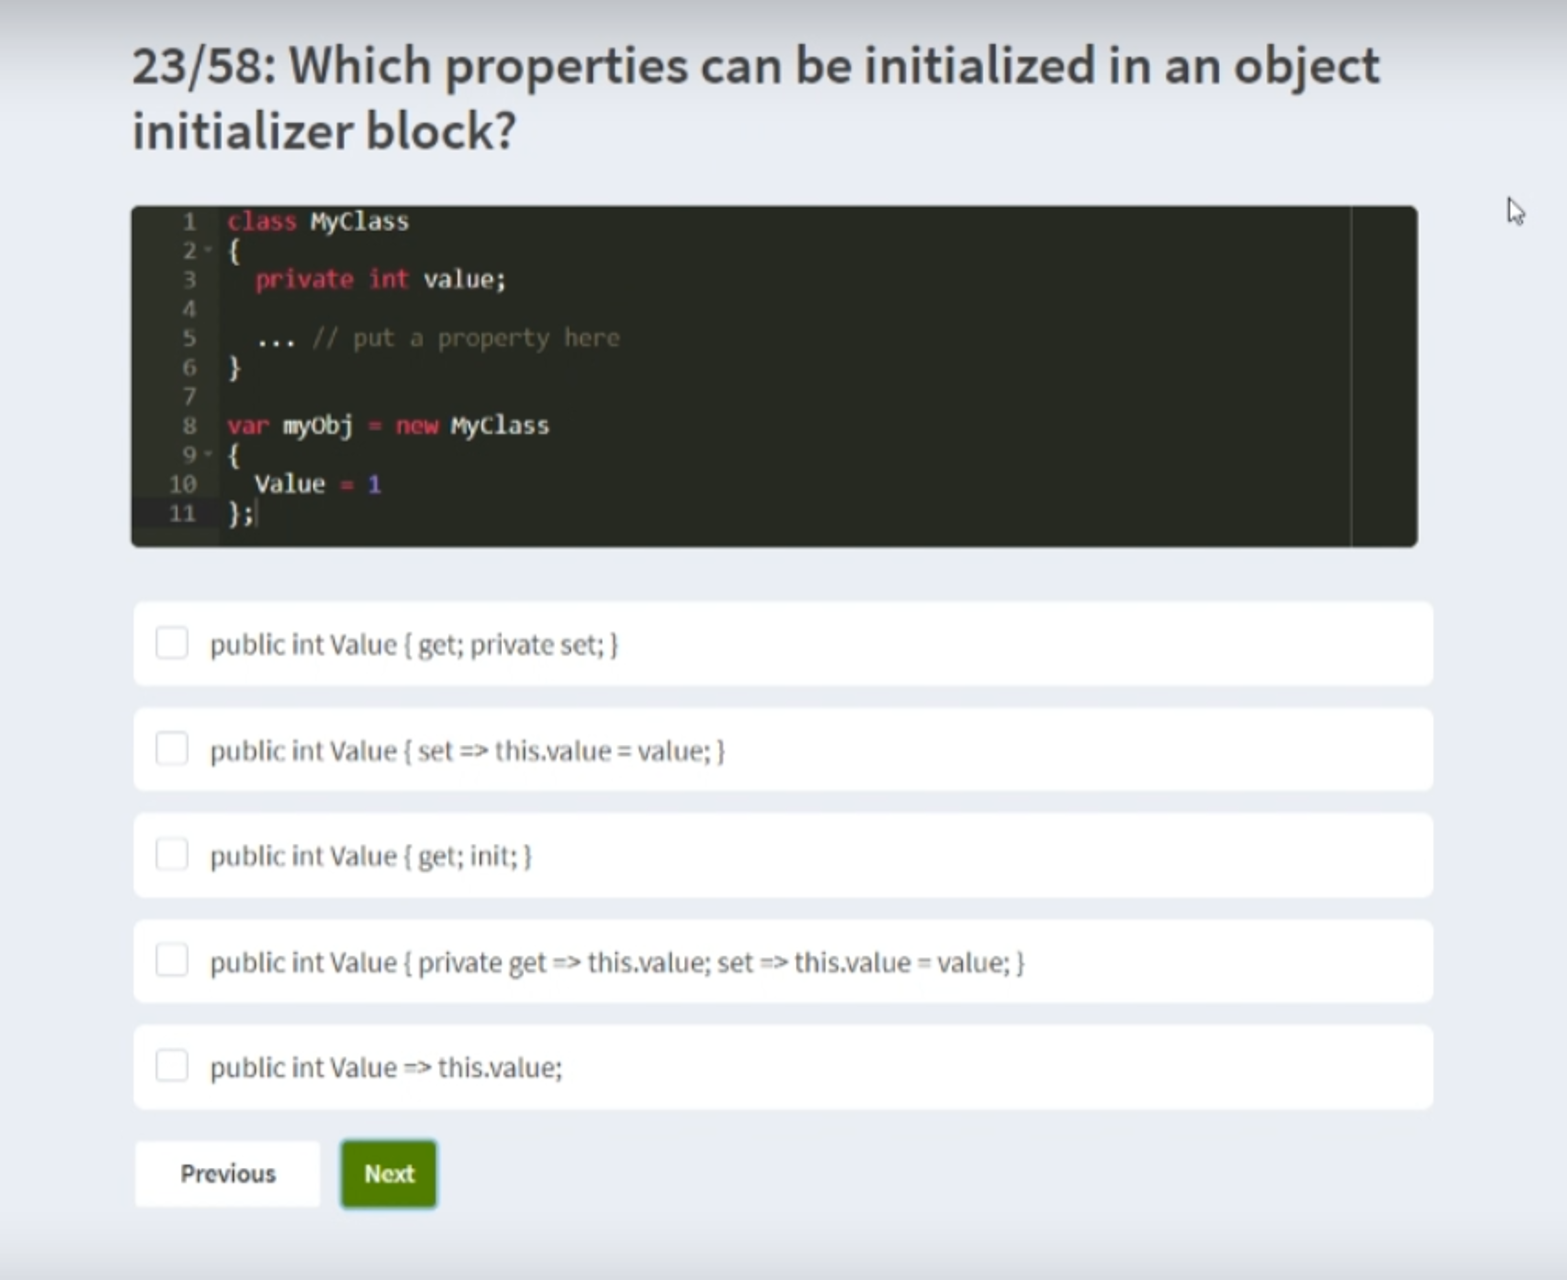 23/58: Which properties can be initialized in an object
initializer block?
1 class MyClass
2 {
3 private int value;
4
5 ... // put a property here
6 }
7
8 var myObj = new MyClass
9 {
10 Value = 1
11 };
public int Value { get; private set; }
public int Value { set => this.value = value; }
public int Value { get; init; }
public int Value { private get => this.value; set => this.value = value; }
public int Value => this.value;
Previous
Next